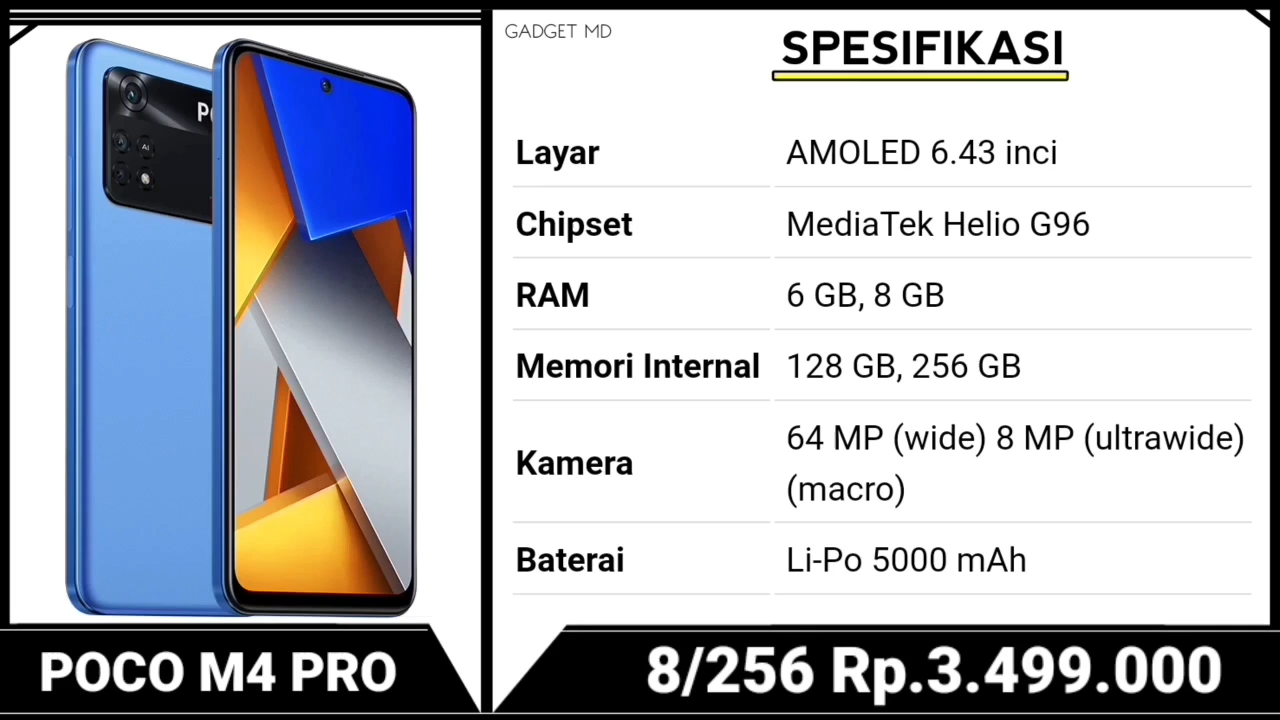 GADGET MD
SPESIFIKASI
Layar AMOLED 6.43 inci
Chipset MediaTek Helio G96
RAM 6 GB, 8 GB
Memori Internal 128 GB, 256 GB
Kamera 64 MP (wide) 8 MP (ultrawide)
(macro)
Baterai Li-Po 5000 mAh
AI
POCO M4 PRO
8/256 Rp.3.499.000